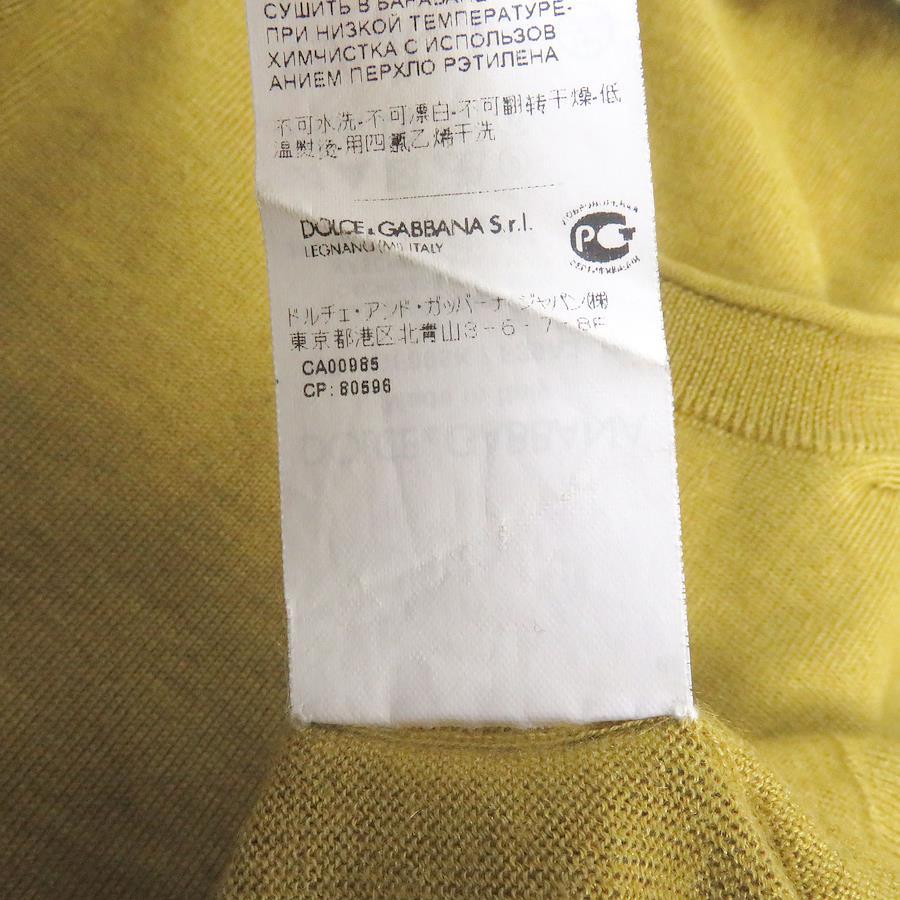 СУШИТЬ В БАРАБАНЕ
ПРИ НИЗКОЙ ТЕМПЕРАТУРЕ-
ХИМЧИСТКА С ИСПОЛЬЗОВ
АНИЕМ ПЕРХЛО РЭТИЛЕНА
不可水洗-不可漂白-不可翻转干燥-低
温熨烫-用四氯乙烯干洗
DOLCE & GABBANA S.r.l.
LEGNANO (MI) ITALY
РСТ
ドルチェ・アンド・ガッバーナ ジャパン(株)
東京都港区北青山3-6-7 8F
CA00985
CP: 80596